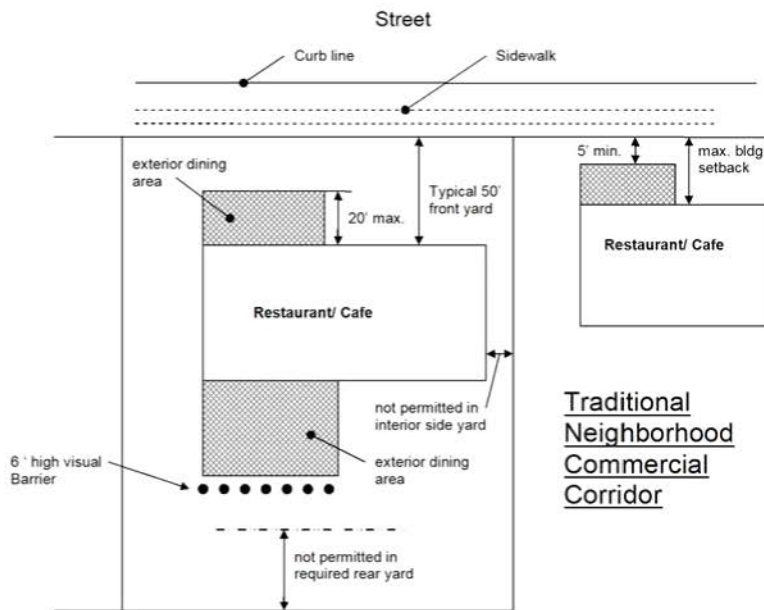 Street
Curb line
Sidewalk
exterior dining
area
20' max.
Typical 50'
front yard
5' min.
max. bldg
setback
Restaurant/ Cafe
Restaurant/ Cafe
not permitted in
interior side yard
exterior dining
area
6 ' high visual
Barrier
not permitted in
required rear yard
Traditional
Neighborhood
Commercial
Corridor